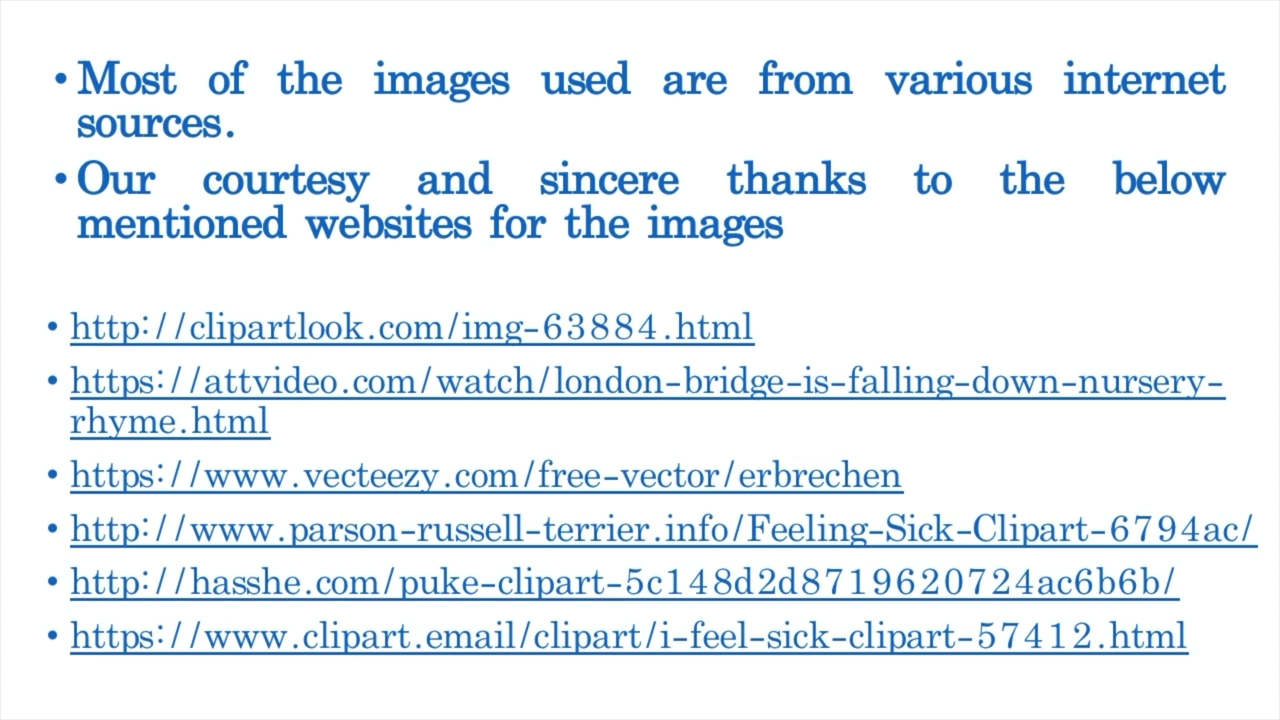 • Most of the images used are from various internet
sources.
• Our courtesy and sincere thanks to the below
mentioned websites for the images
• http://clipartlook.com/img-63884.html
• https://attvideo.com/watch/london-bridge-is-falling-down-nursery-
rhyme.html
• https://www.vecteezy.com/free-vector/erbrechen
• http://www.parson-russell-terrier.info/Feeling-Sick-Clipart-6794ac/
• http://hasshe.com/puke-clipart-5c148d2d8719620724ac6b6b/
• https://www.clipart.email/clipart/i-feel-sick-clipart-57412.html